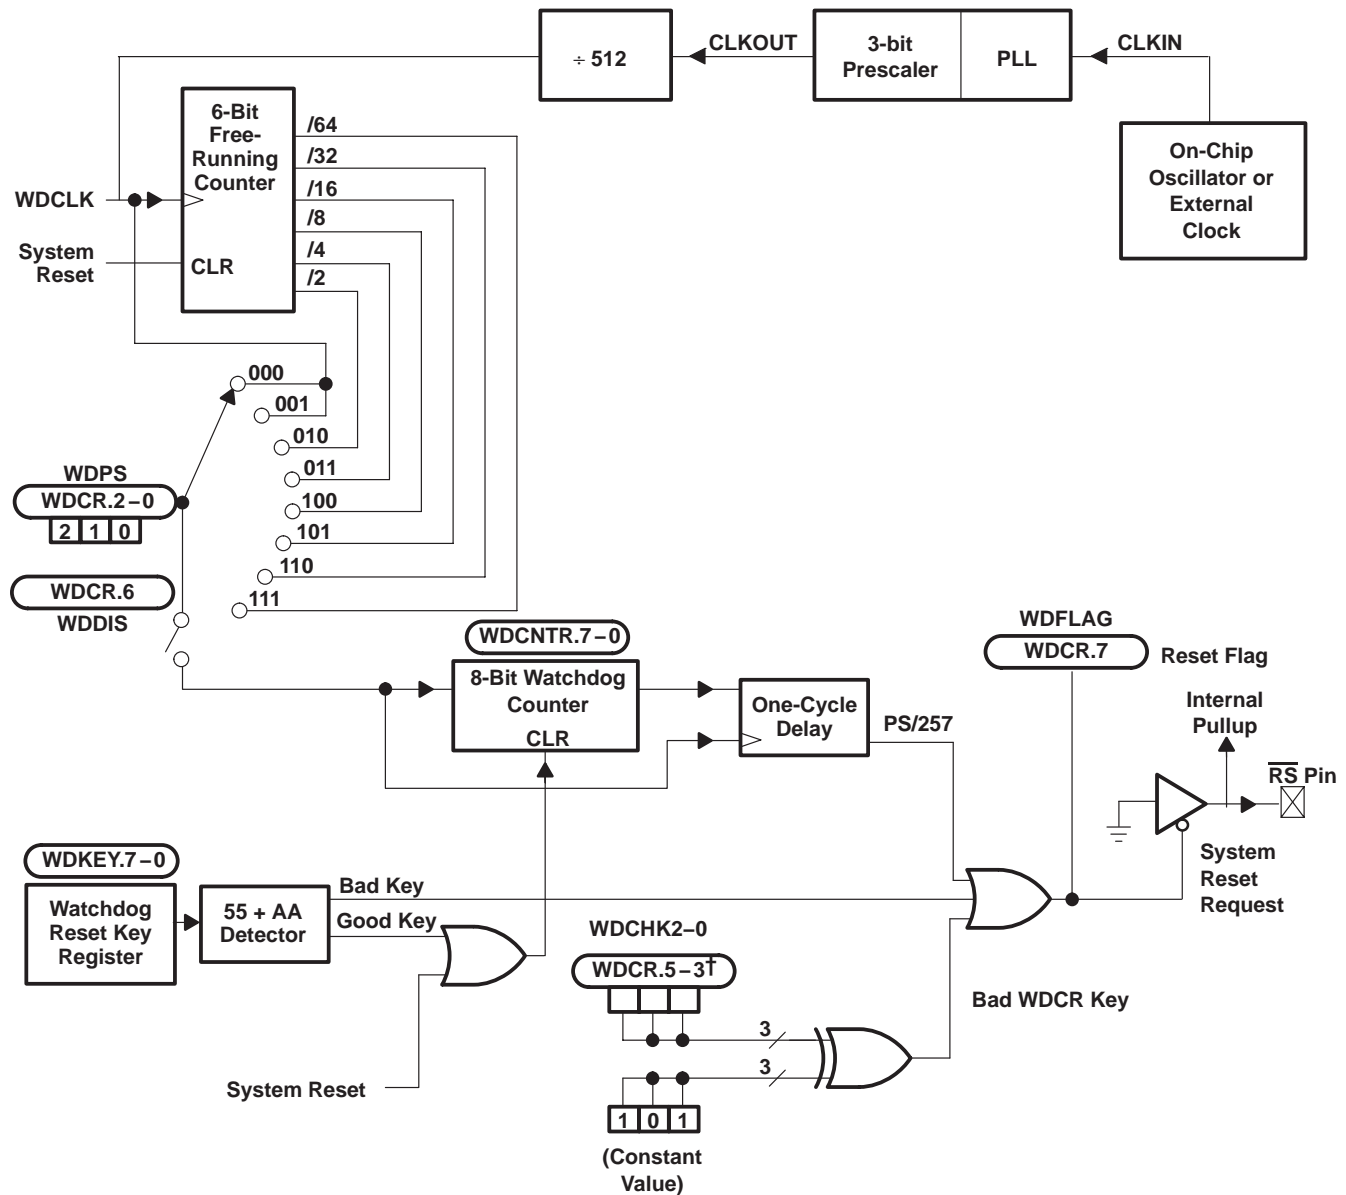 ÷ 512
CLKOUT
3-bit
Prescaler
PLL
CLKIN
On-Chip
Oscillator or
External
Clock
6-Bit
Free-
Running
Counter
CLR
/64
/32
/16
/8
/4
/2
WDCLK
System
Reset
000
001
010
011
100
101
110
111
WDPS
WDCR.2–0
2 1 0
WDCR.6
WDDIS
WDCNTR.7–0
8-Bit Watchdog
Counter
CLR
One-Cycle
Delay
PS/257
WDFLAG
WDCR.7
Reset Flag
Internal
Pullup
RS Pin
System
Reset
Request
WDKEY.7–0
Watchdog
Reset Key
Register
55 + AA
Detector
Bad Key
Good Key
System Reset
WDCHK2–0
WDCR.5–3†
3
3
1 0 1
(Constant
Value)
Bad WDCR Key